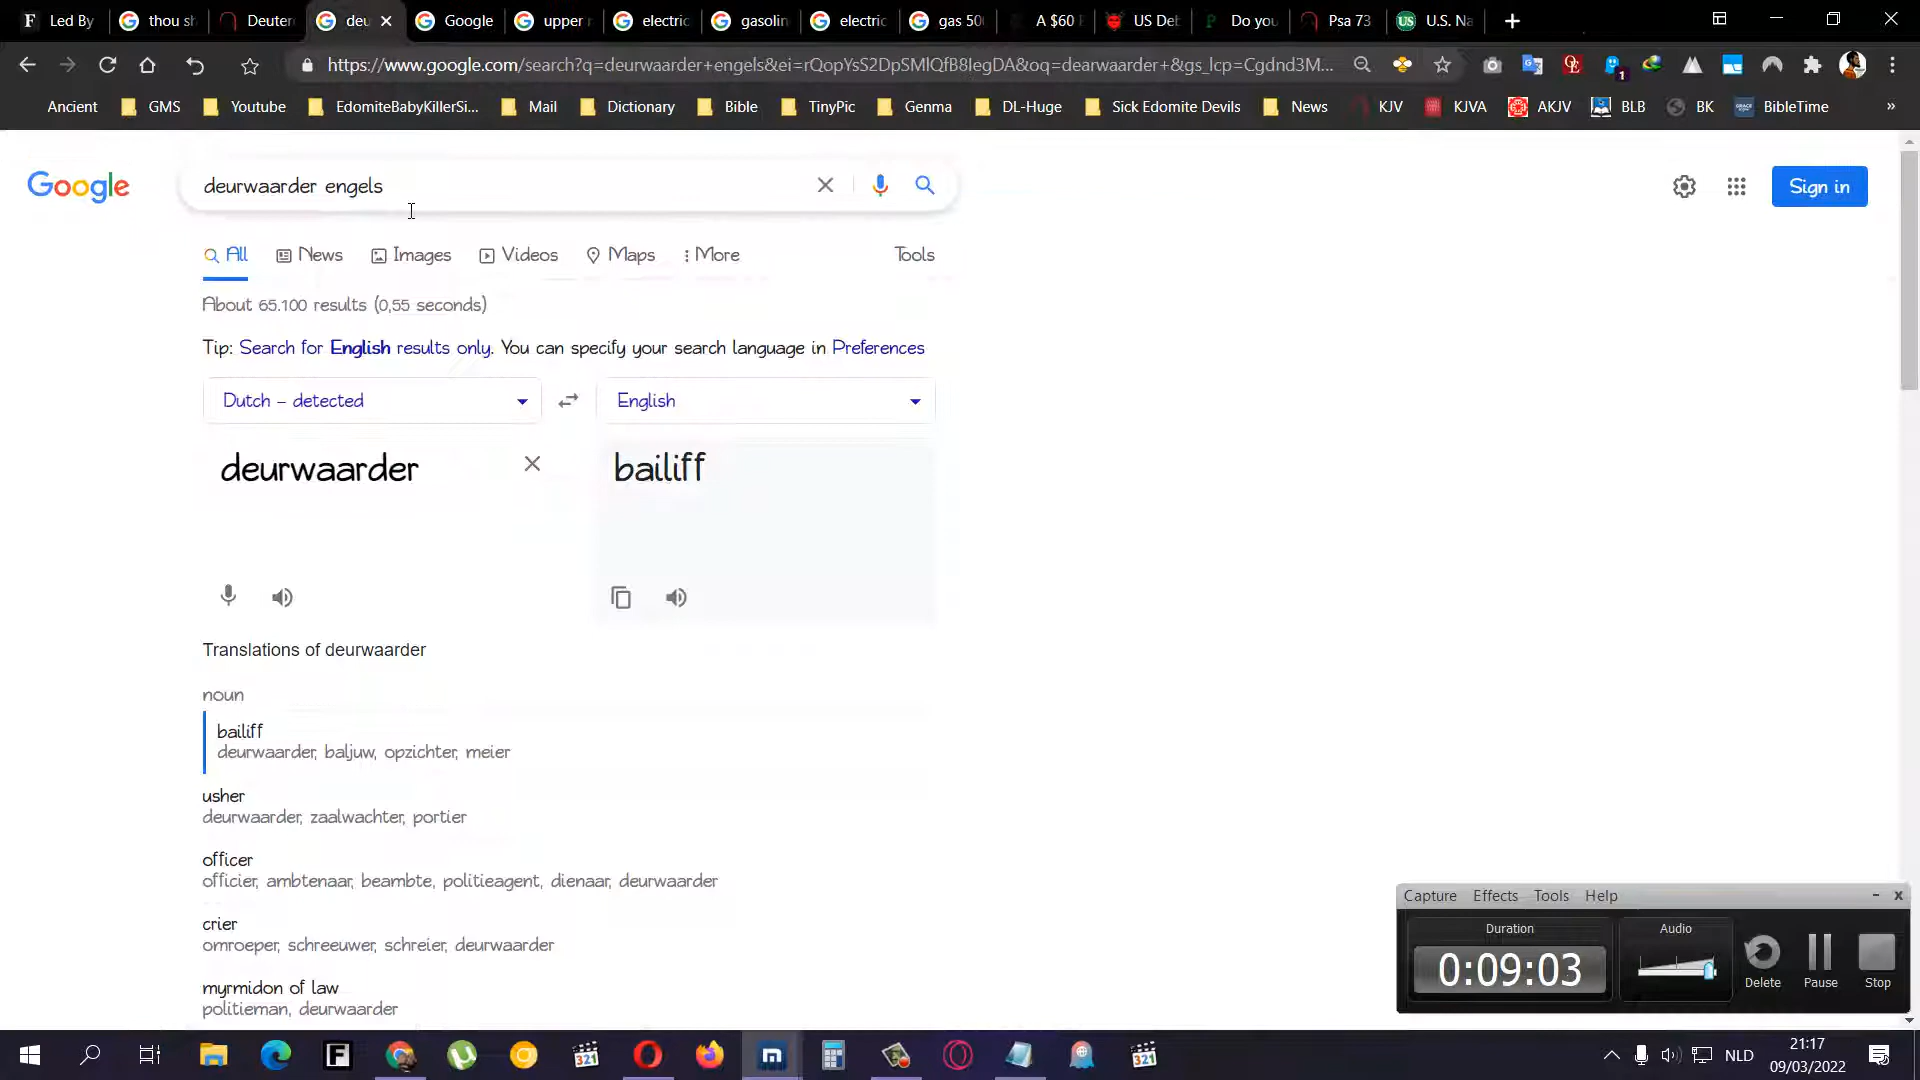 Led By
thou sh
Deuter
deu
Google
upper r
electric
gasolin
electric
gas 50
A $60
US Deb
Do you
Psa 73
U.S. Na
https://www.google.com/search?q=deurwaarder+engels&ei=rQopYsS2DpSMlQfB8IegDA&oq=dearwaarder+&gs_lcp=Cgdnd3M...
1
Ancient
GMS
Youtube
EdomiteBabyKillerSi...
Mail
Dictionary
Bible
TinyPic
Genma
DL-Huge
Sick Edomite Devils
News
KJV
KJVA
AKJV
BLB
BK
BibleTime
»
Google
deurwaarder engels
Sign in
All
News
Images
Videos
Maps
More
Tools
About 65.100 results (0,55 seconds)
Tip: Search for English results only. You can specify your search language in Preferences
Dutch – detected
English
deurwaarder
bailiff
Translations of deurwaarder
noun
bailiff
deurwaarder, baljuw, opzichter, meier
usher
deurwaarder, zaalwachter, portier
officer
officier, ambtenaar, beambte, politieagent, dienaar, deurwaarder
crier
omroeper, schreeuwer, schreier, deurwaarder
myrmidon of law
politieman, deurwaarder
Capture Effects Tools Help
Duration
Audio
0:09:03
Delete
Pause
Stop
NLD
21:17
09/03/2022